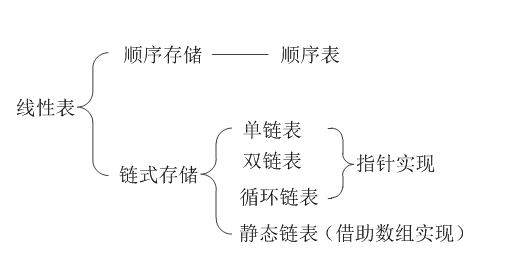 顺序存储 顺序表
线性表
单链表
双链表
链式存储 指针实现
循环链表
静态链表（借助数组实现）